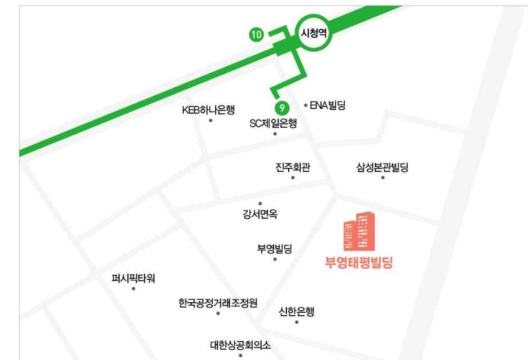 시청역
10
9
ENA빌딩
KEB하나은행
SC제일은행
진주회관
삼성본관빌딩
강서면옥
부영빌딩
부영태평빌딩
퍼시픽타워
한국공정거래조정원
신한은행
대한상공회의소